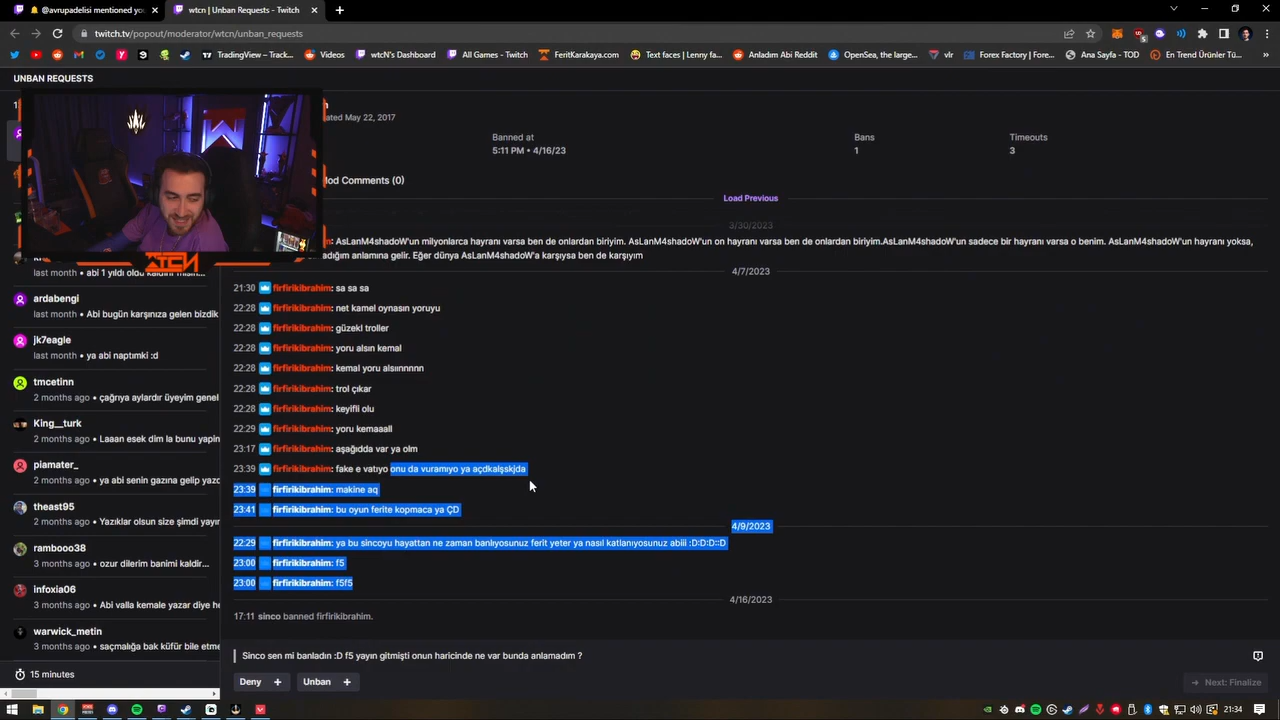 @avrupadelisi mentioned yo
wtcn | Unban Requests - Twitch
twitch.tv/popout/moderator/wtcn/unban_requests
TradingView – Track...
Videos
wtcN's Dashboard
All Games - Twitch
FeritKarakaya.com
Text faces | Lenny fa...
Anladım Abi Reddit
OpenSea, the large...
vlr
Forex Factory | Fore...
Ana Sayfa - TOD
En Trend Ürünler Tü...
UNBAN REQUESTS
ated May 22, 2017
Banned at
Bans
Timeouts
5:11 PM • 4/16/23
1
3
Mod Comments (0)
Load Previous
3/30/2023
: AsLanM4shadoW'un milyonlarca hayranı varsa ben de onlardan biriyim. AsLanM4shadoW'un on hayranı varsa ben de onlardan biriyim.AsLanM4shadoW'un sadece bir hayranı varsa o benim. AsLanM4shadoW'un hayranı yoksa,
adığım anlamına gelir. Eğer dünya AsLanM4shadoW'a karşıysa ben de karşıyım
4/7/2023
21:30 firfirikibrahim: sa sa sa
22:28 firfirikibrahim: net kamel oynasın yoruyu
22:28 firfirikibrahim: güzekl troller
22:28 firfirikibrahim: yoru alsın kemal
22:28 firfirikibrahim: kemal yoru alsıınnnnn
22:28 firfirikibrahim: trol çıkar
22:28 firfirikibrahim: keyifli olu
22:29 firfirikibrahim: yoru kemaaall
23:17 firfirikibrahim: aşağıdda var ya olm
23:39 firfirikibrahim: fake e vatıyo onu da vuramıyo ya açdkalşskjda
23:39 firfirikibrahim: makine aq
23:41 firfirikibrahim: bu oyun ferite kopmaca ya ÇD
4/9/2023
22:29 firfirikibrahim: ya bu sincoyu hayattan ne zaman banlıyosunuz ferit yeter ya nasıl katlanıyosunuz abiii :D:D:D::D
23:00 firfirikibrahim: f5
23:00 firfirikibrahim: f5f5
4/16/2023
17:11 sinco banned firfirikibrahim.
Sinco sen mi banladın :D f5 yayın gitmişti onun haricinde ne var bunda anlamadım ?
Deny +
Unban +
Next: Finalize
last month • abi 1 yıldı oldu kaldırıl mısın...
ardabengi
last month • Abi bugün karşınıza gelen bizdik
jk7eagle
last month • ya abi naptımki :d
tmcetinn
2 months ago • çağrıya aylardır üyeyim genel
King__turk
2 months ago • Laaan esek dim la bunu yapin
piamater_
2 months ago • ya abi senin gazına gelip yazd
theast95
2 months ago • Yazıklar olsun size şimdi yayır
rambooo38
2 months ago • ozur dilerim banimi kaldir...
infoxia06
3 months ago • Abi valla kemale yazar diye h
warwick_metin
3 months ago • saçmalığa bak küfür bile etme
15 minutes
21:34